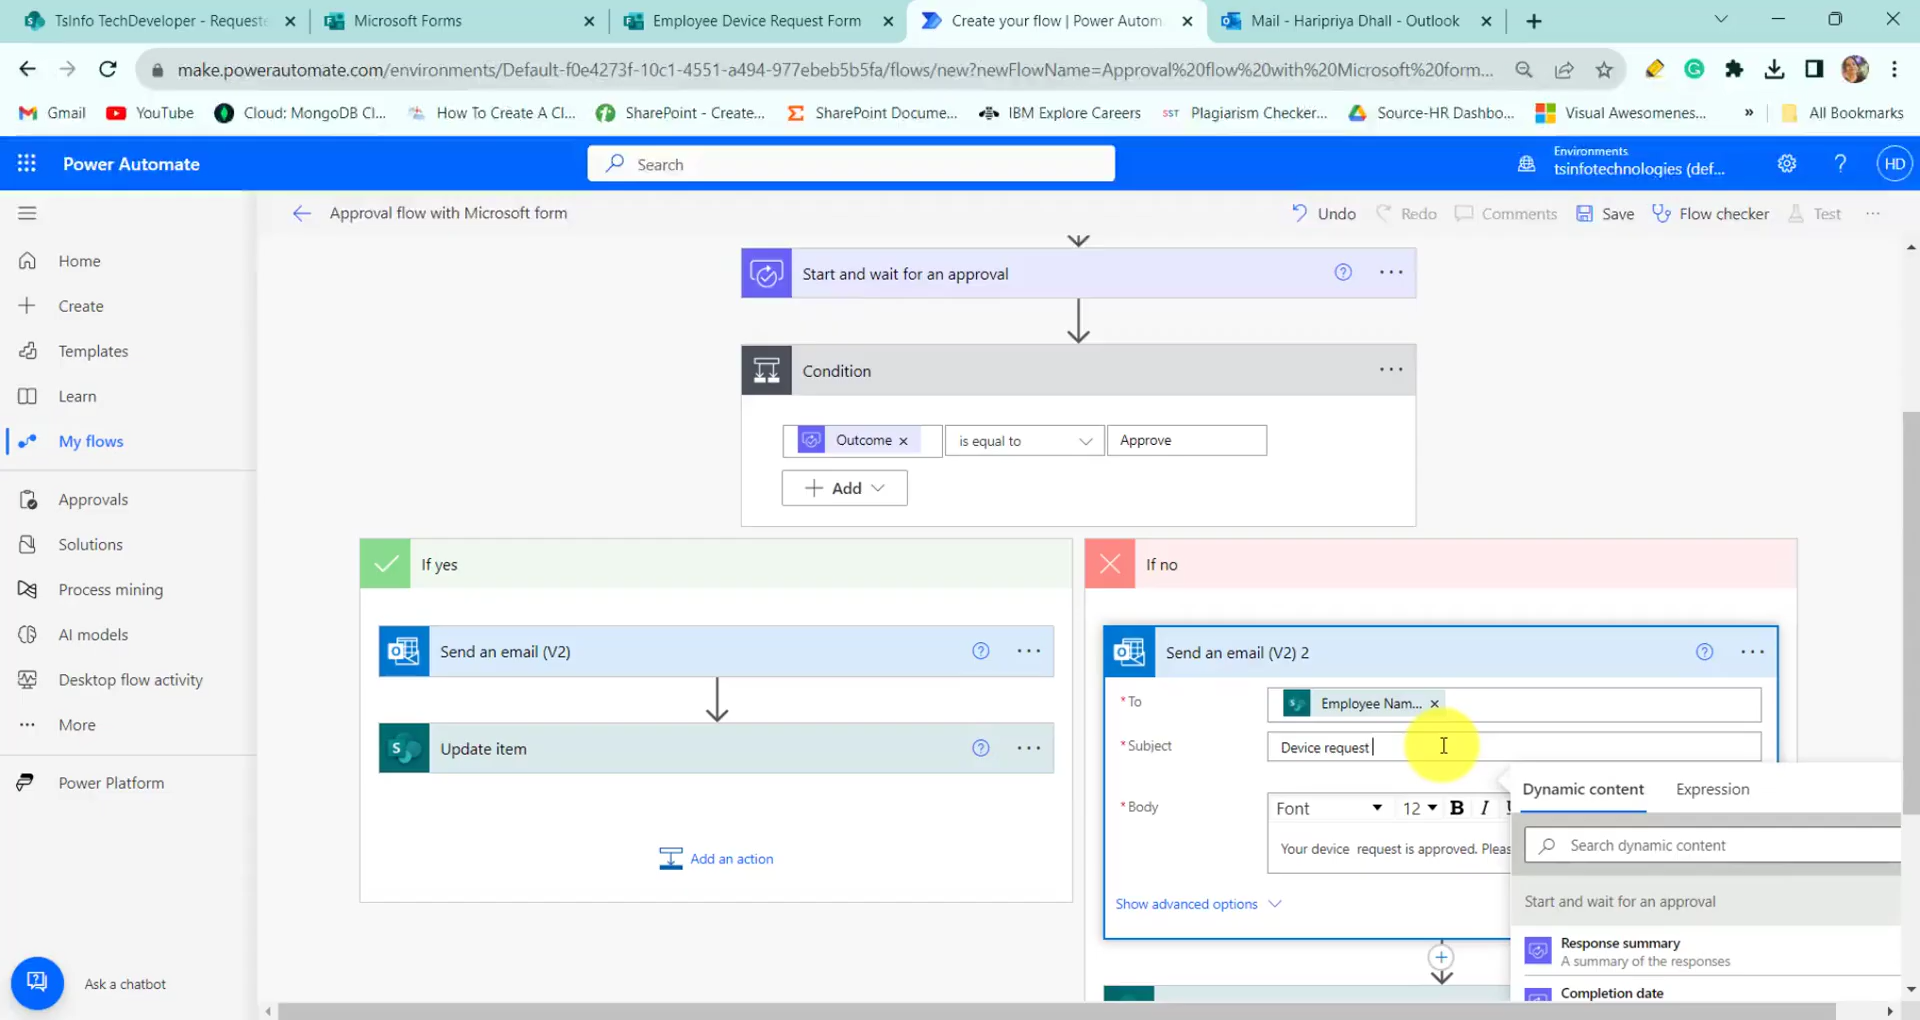 TsInfo TechDeveloper - Requeste
Microsoft Forms
Employee Device Request Form
Create your flow | Power Autom
Mail - Haripriya Dhall - Outlook
make.powerautomate.com/environments/Default-f0e4273f-10c1-4551-a494-977ebeb5b5fa/flows/new?newFlowName=Approval%20flow%20with%20Microsoft%20form...
Gmail
YouTube
Cloud: MongoDB Cl...
How To Create A Cl...
SharePoint - Create...
SharePoint Docume...
IBM Explore Careers
SST
Plagiarism Checker...
Source-HR Dashbo...
Visual Awesomenes...
»
All Bookmarks
Power Automate
Search
Environments
tsinfotechnologies (def...
HD
Approval flow with Microsoft form
Undo
Redo
Comments
Save
Flow checker
Test
Home
Create
Templates
Learn
My flows
Approvals
Solutions
Process mining
AI models
Desktop flow activity
More
Power Platform
Ask a chatbot
Start and wait for an approval
Condition
Outcome
is equal to
Approve
Add
If yes
Send an email (V2)
Update item
Add an action
If no
Send an email (V2) 2
* To
Employee Nam...
* Subject
Device request
* Body
Font
12
B
I
Your device request is approved. Pleas
Show advanced options
Dynamic content
Expression
Search dynamic content
Start and wait for an approval
Response summary
A summary of the responses
Completion date